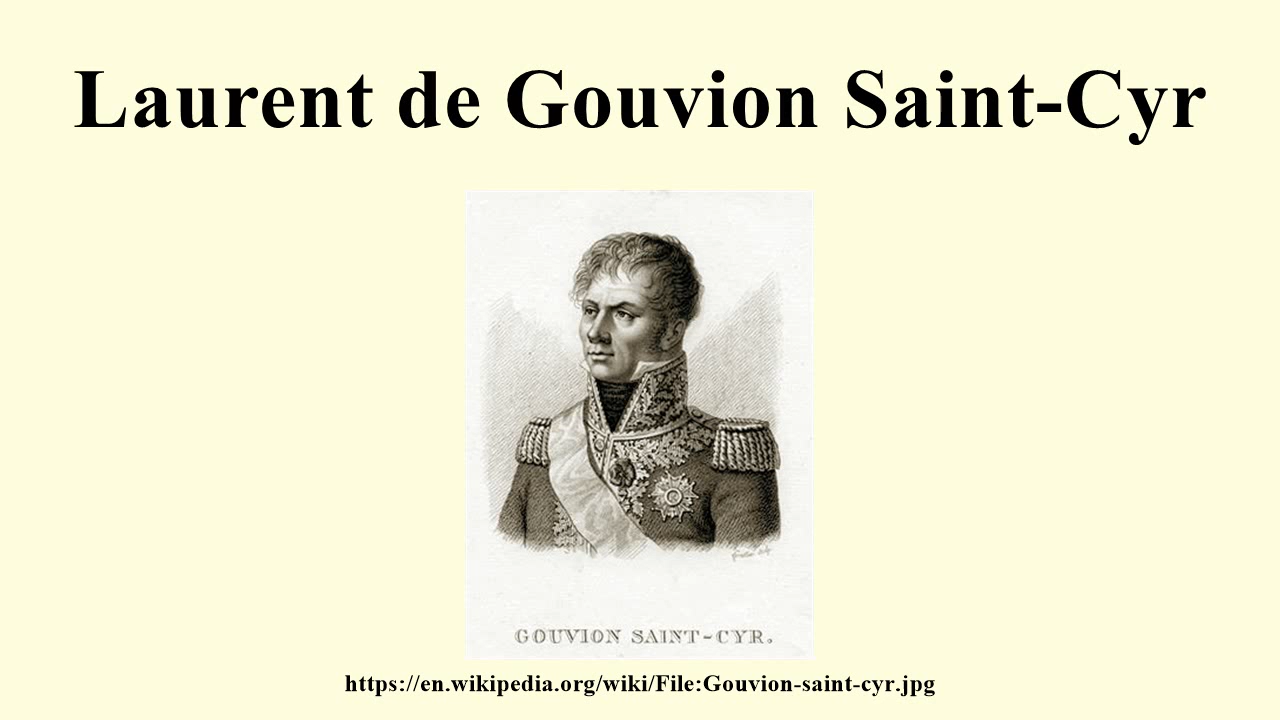 Laurent de Gouvion Saint-Cyr
GOUVION SAINT-CYR.
https://en.wikipedia.org/wiki/File:Gouvion-saint-cyr.jpg